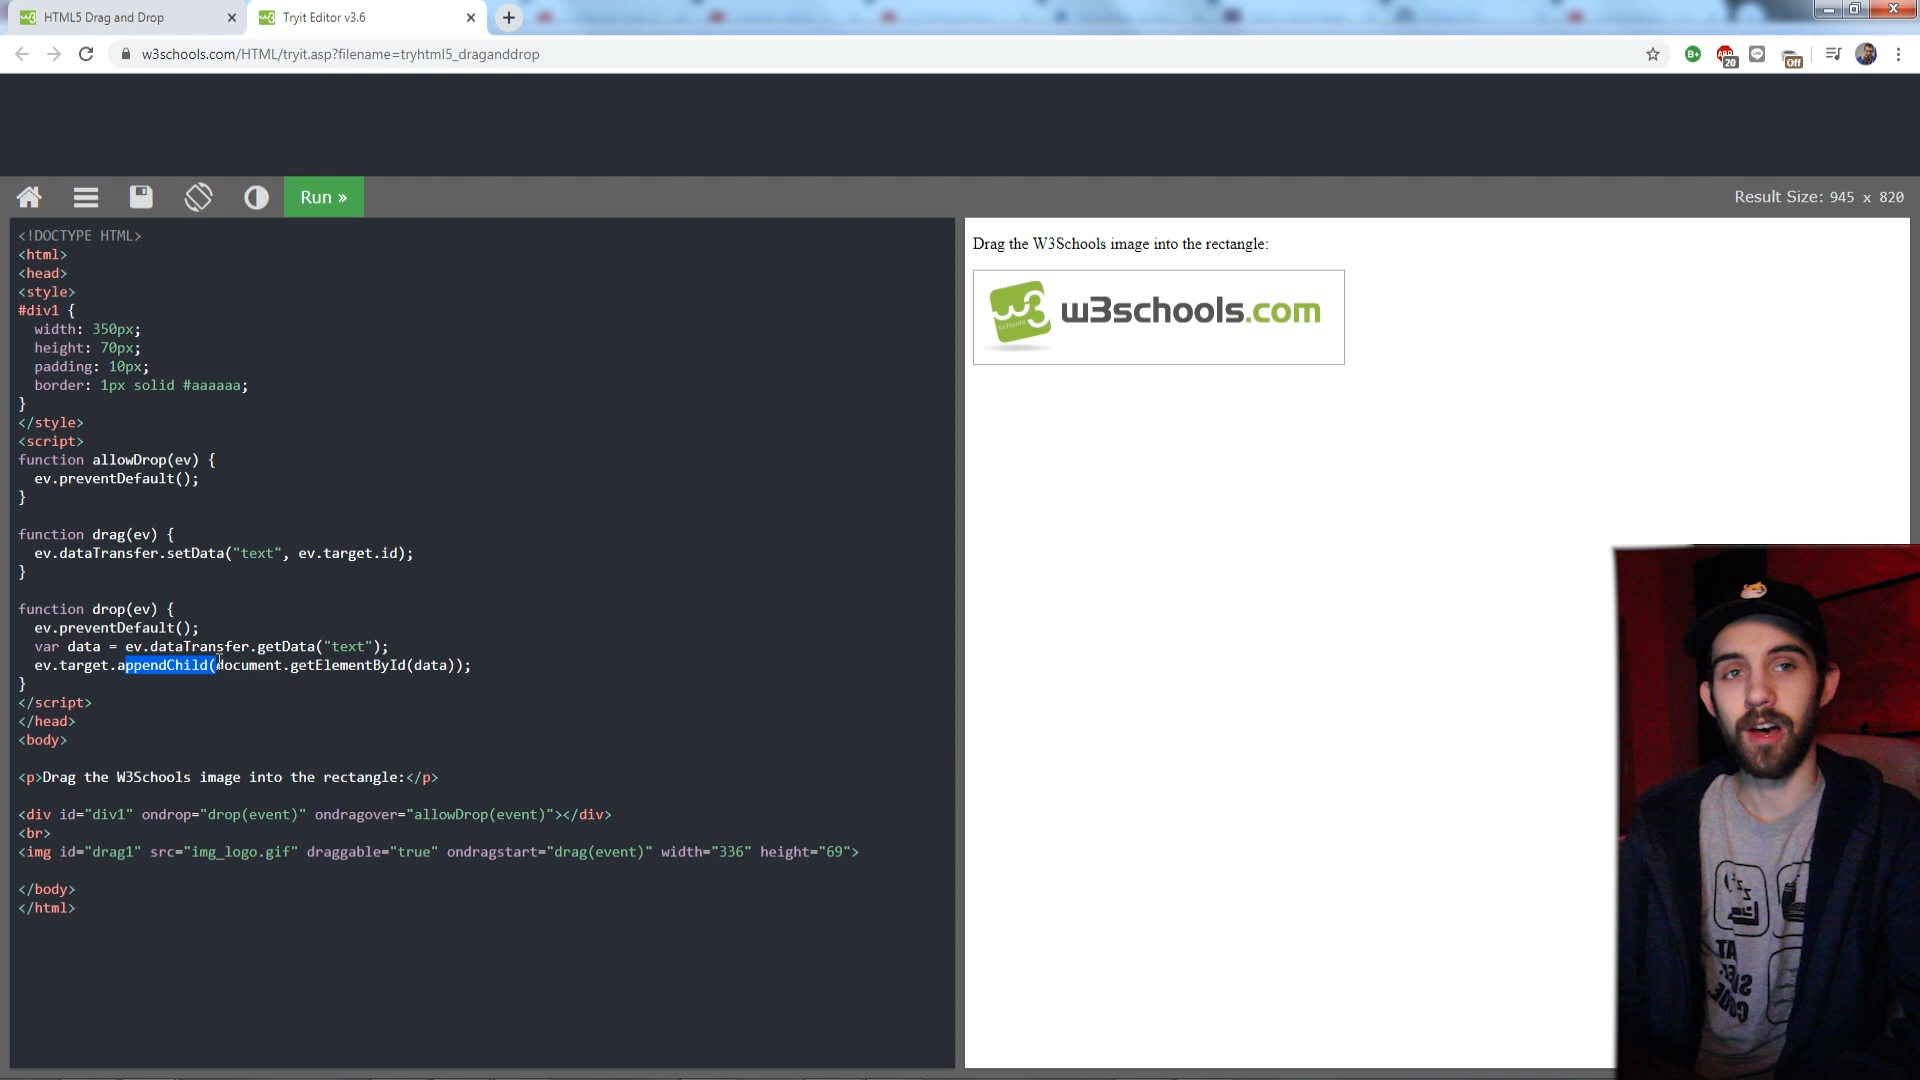 HTML5 Drag and Drop
Tryit Editor v3.6
w3schools.com/HTML/tryit.asp?filename=tryhtml5_draganddrop
B+
ABP
20
Off
Run »
Result Size: 945 x 820
<!DOCTYPE HTML>
<html>
<head>
<style>
#div1 {
  width: 350px;
  height: 70px;
  padding: 10px;
  border: 1px solid #aaaaaa;
}
</style>
<script>
function allowDrop(ev) {
  ev.preventDefault();
}
function drag(ev) {
  ev.dataTransfer.setData("text", ev.target.id);
}
function drop(ev) {
  ev.preventDefault();
  var data = ev.dataTransfer.getData("text");
  ev.target.appendChild(document.getElementById(data));
}
</script>
</head>
<body>
<p>Drag the W3Schools image into the rectangle:</p>
<div id="div1" ondrop="drop(event)" ondragover="allowDrop(event)"></div>
<br>
<img id="drag1" src="img_logo.gif" draggable="true" ondragstart="drag(event)" width="336" height="69">
</body>
</html>
Drag the W3Schools image into the rectangle:
w3
schools
w3schools.com
CODE.